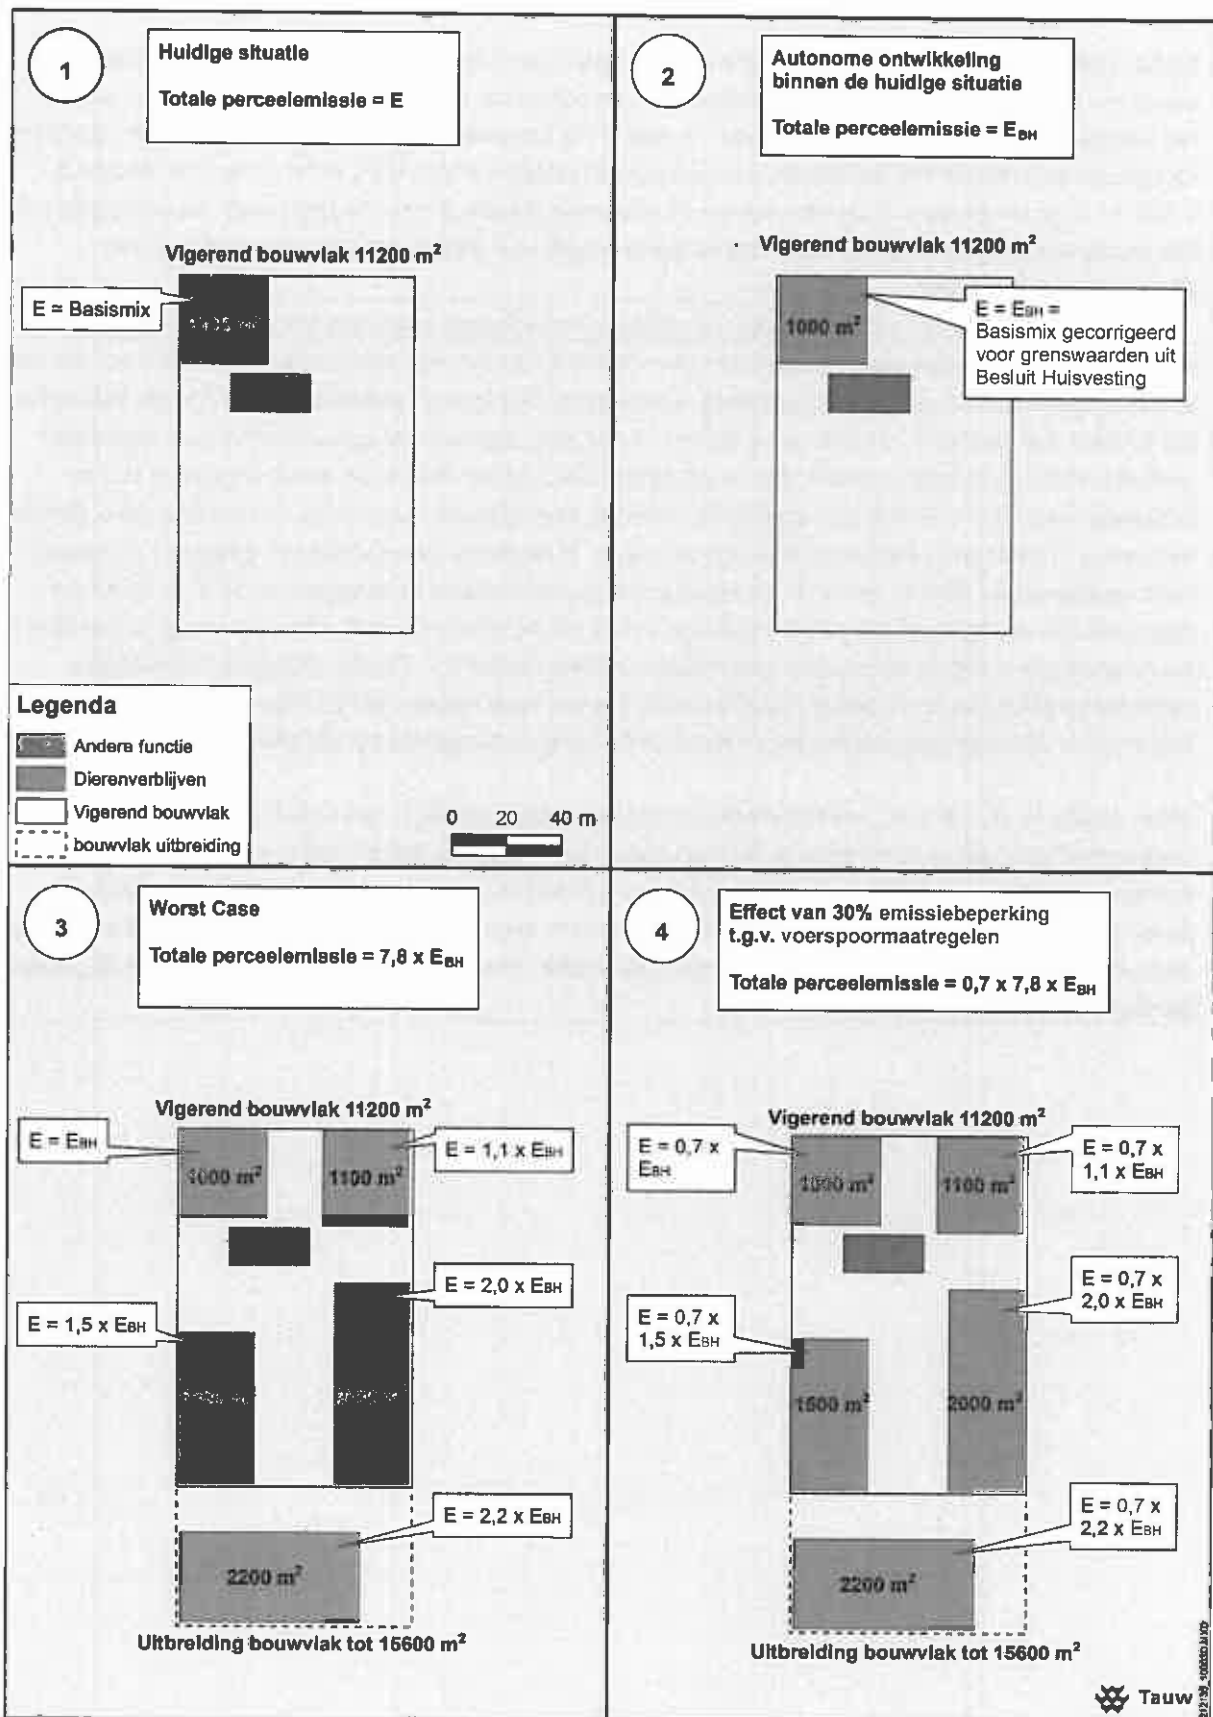 1
Huidige situatie
Totale perceelemissie = E
Vigerend bouwvlak 11200 m²
E = Basismix
2
Autonome ontwikkeling
binnen de huidige situatie
Totale perceelemissie = EBH
Vigerend bouwvlak 11200 m²
1000 m²
E = EBH =
Basismix gecorrigeerd
voor grenswaarden uit
Besluit Huisvesting
Legenda
Andere functie
Dierenverblijven
Vigerend bouwvlak
bouwvlak uitbreiding
0 20 40 m
3
Worst Case
Totale perceelemissie = 7,8 x EBH
Vigerend bouwvlak 11200 m²
E = EBH
1000 m²
1100 m²
E = 1,1 x EBH
E = 2,0 x EBH
E = 1,5 x EBH
E = 2,2 x EBH
2200 m²
Uitbreiding bouwvlak tot 15600 m²
4
Effect van 30% emissiebeperking
t.g.v. voerspoormaatregelen
Totale perceelemissie = 0,7 x 7,8 x EBH
Vigerend bouwvlak 11200 m²
E = 0,7 x
EBH
1000 m²
1100 m²
E = 0,7 x
1,1 x EBH
E = 0,7 x
2,0 x EBH
E = 0,7 x
1,5 x EBH
1500 m²
2000 m²
E = 0,7 x
2,2 x EBH
2200 m²
Uitbreiding bouwvlak tot 15600 m²
Tauw